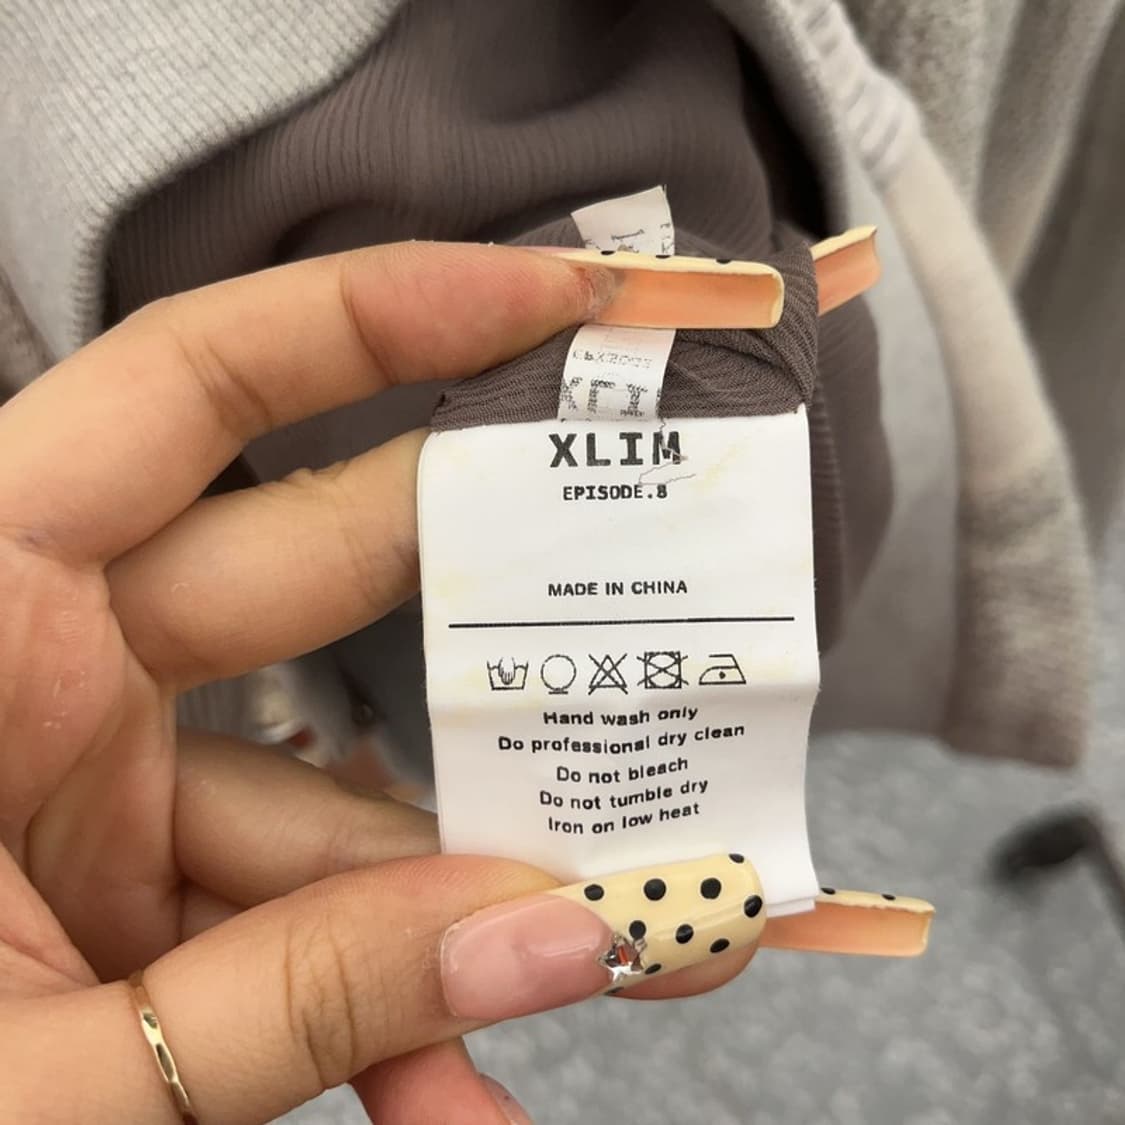 XLIM
EPISODE.8
MADE IN CHINA
Hand wash only
Do professional dry clean
Do not bleach
Do not tumble dry
Iron on low heat